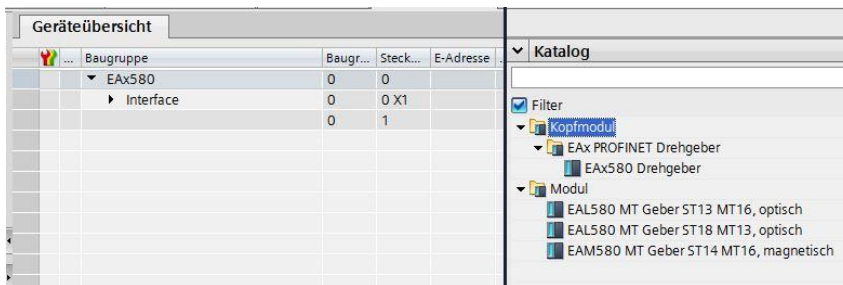 Geräteübersicht
... Baugruppe Baugr... Steck... E-Adresse ...
EAx580 0 0
Interface 0 0 X1
0 1
Katalog
Filter
Kopfmodul
EAx PROFINET Drehgeber
EAx580 Drehgeber
Modul
EAL580 MT Geber ST13 MT16, optisch
EAL580 MT Geber ST18 MT13, optisch
EAM580 MT Geber ST14 MT16, magnetisch